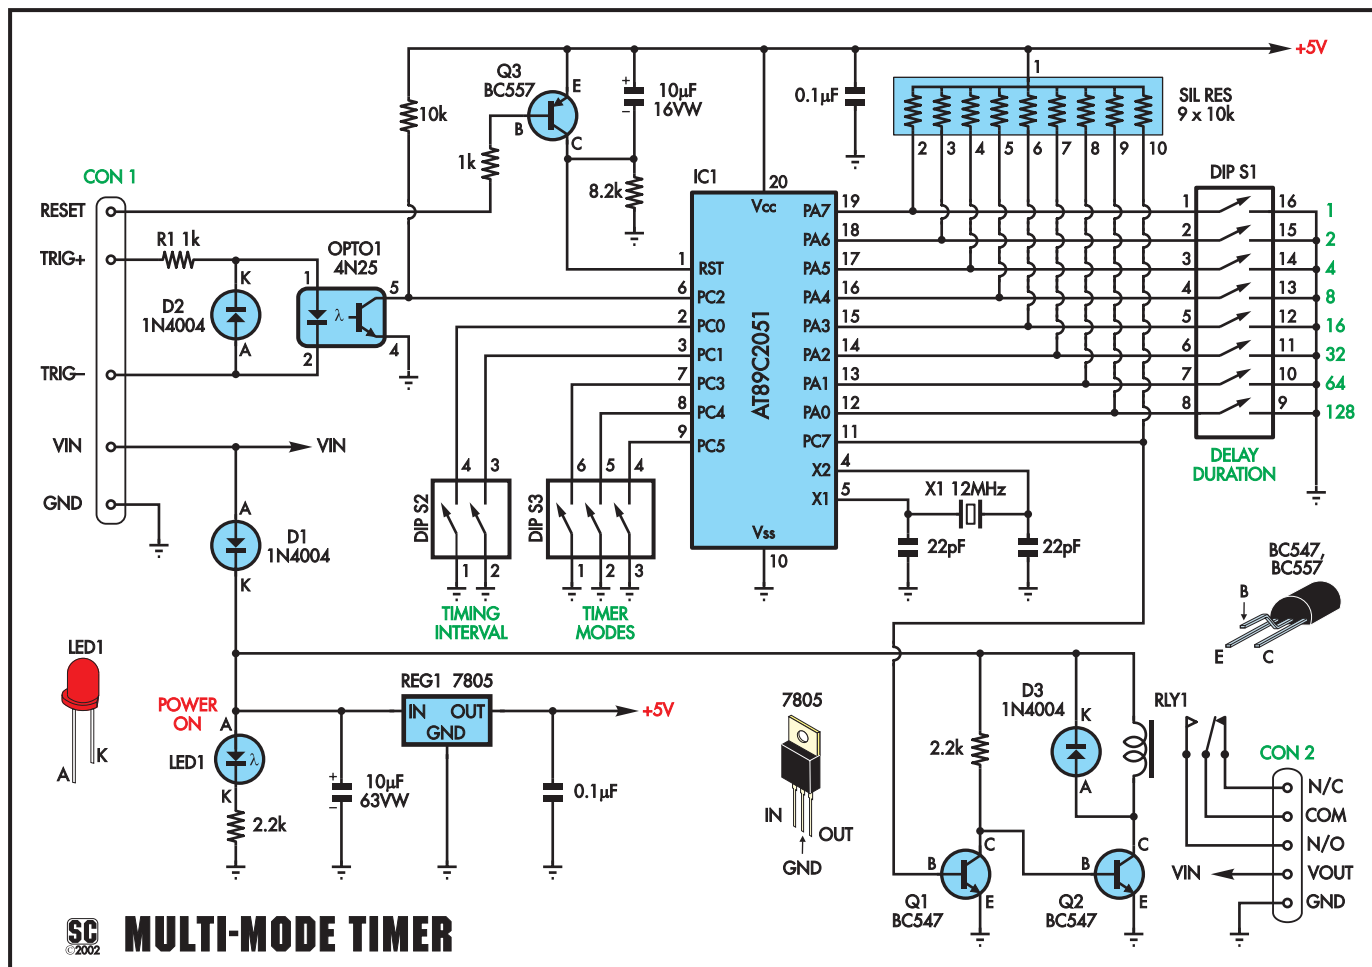 +5V
Q3
BC557
E
B
C
10k
1k
+
10µF
16VW
−
8.2k
0.1µF
1
SIL RES
9 x 10k
2 3 4 5 6 7 8 9 10
CON 1
RESET
TRIG+
TRIG–
VIN
GND
R1 1k
OPTO1
4N25
1
5
λ
4
2
K
D2
1N4004
A
VIN
IC1
20
Vcc
AT89C2051
1 RST
6 PC2
2 PC0
3 PC1
7 PC3
8 PC4
9 PC5
PA7 19
PA6 18
PA5 17
PA4 16
PA3 15
PA2 14
PA1 13
PA0 12
PC7 11
X2 4
X1 5
Vss
10
DIP S1
1 16 1
2 15 2
3 14 4
4 13 8
5 12 16
6 11 32
7 10 64
8 9 128
DELAY
DURATION
X1 12MHz
22pF
22pF
4 3
DIP S2
1 2
TIMING
INTERVAL
6 5 4
DIP S3
1 2 3
TIMER
MODES
A
D1
1N4004
K
BC547,
BC557
B
E
C
LED1
K
A
POWER
ON
A
LED1
λ
K
2.2k
REG1 7805
IN OUT
GND
+5V
+
10µF
63VW
−
0.1µF
7805
IN
OUT
GND
2.2k
D3
1N4004
K
A
RLY1
CON 2
N/C
COM
N/O
VOUT
GND
VIN
C
B
E
Q1
BC547
C
B
E
Q2
BC547
SC
©2002
MULTI-MODE TIMER